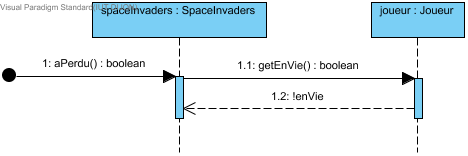 Visual Paradigm Standard
spaceInvaders : SpaceInvaders
joueur : Joueur
1: aPerdu() : boolean
1.1: getEnVie() : boolean
1.2: !enVie